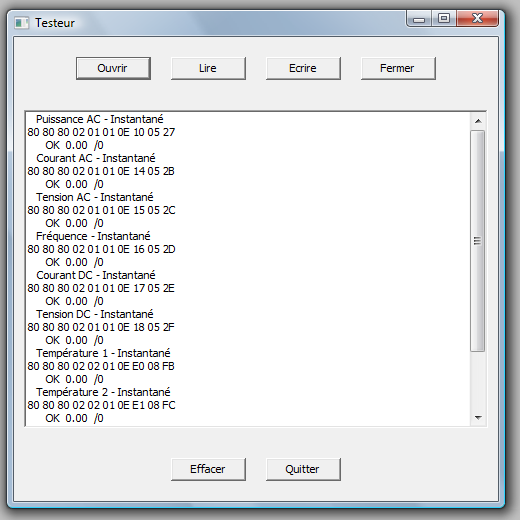 Testeur
Ouvrir Lire Ecrire Fermer
Puissance AC - Instantané
80 80 80 02 01 01 0E 10 05 27
OK 0.00 /0
Courant AC - Instantané
80 80 80 02 01 01 0E 14 05 2B
OK 0.00 /0
Tension AC - Instantané
80 80 80 02 01 01 0E 15 05 2C
OK 0.00 /0
Fréquence - Instantané
80 80 80 02 01 01 0E 16 05 2D
OK 0.00 /0
Courant DC - Instantané
80 80 80 02 01 01 0E 17 05 2E
OK 0.00 /0
Tension DC - Instantané
80 80 80 02 01 01 0E 18 05 2F
OK 0.00 /0
Température 1 - Instantané
80 80 80 02 02 01 0E E0 08 FB
OK 0.00 /0
Température 2 - Instantané
80 80 80 02 02 01 0E E1 08 FC
OK 0.00 /0
Effacer Quitter